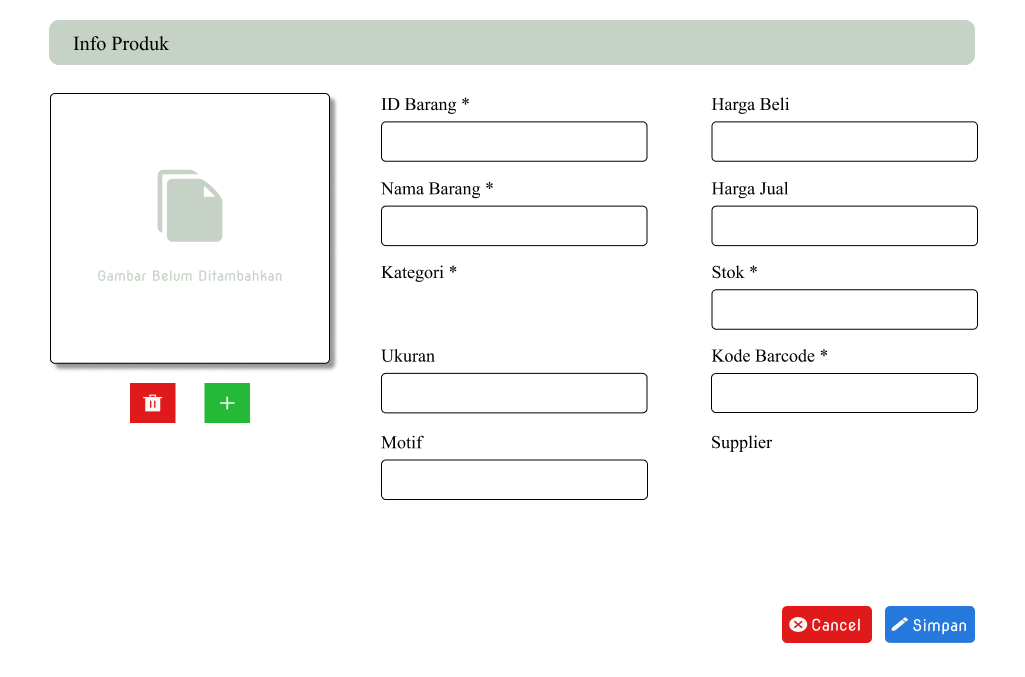 Info Produk
Gambar Belum Ditambahkan
ID Barang *
Nama Barang *
Kategori *
Ukuran
Motif
Harga Beli
Harga Jual
Stok *
Kode Barcode *
Supplier
Cancel
Simpan